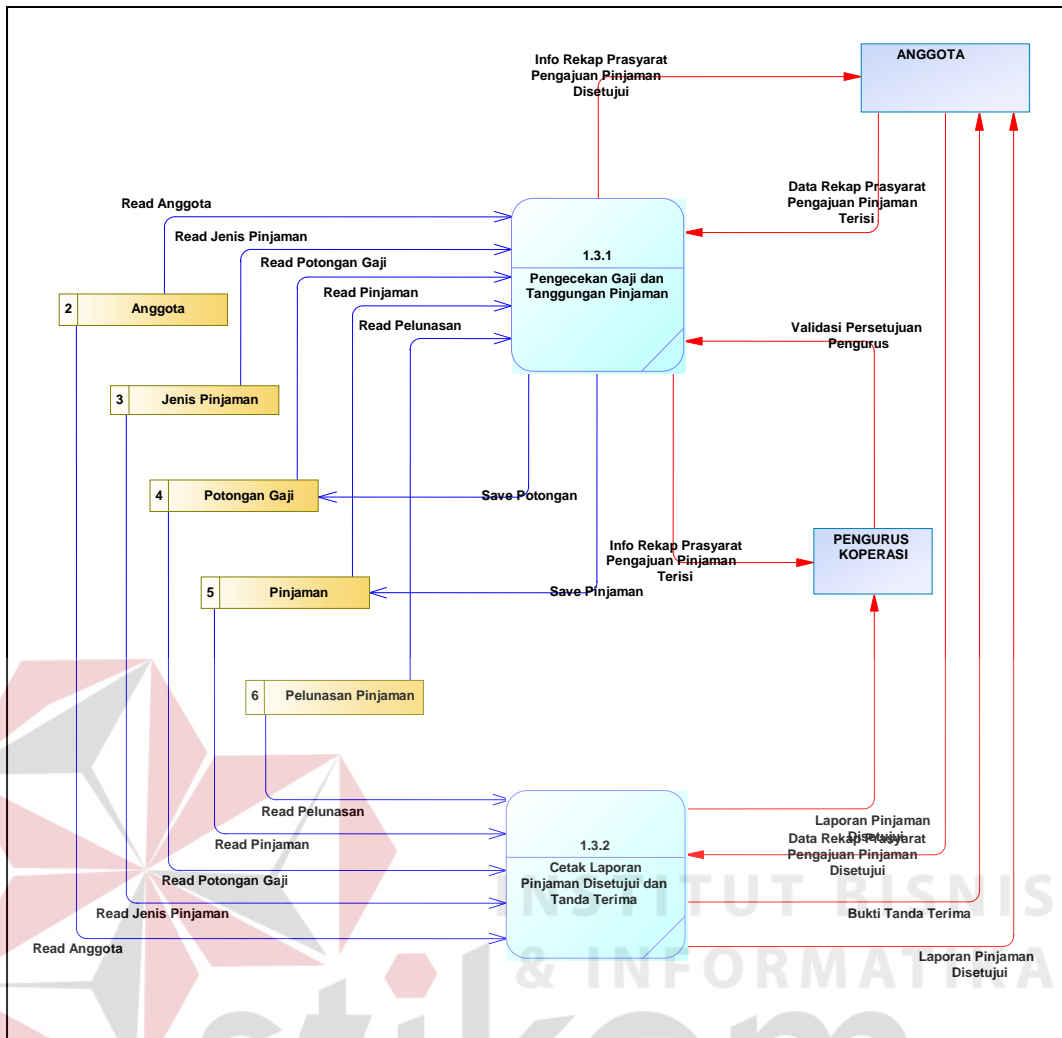 Info Rekap Prasyarat
Pengajuan Pinjaman
Disetujui
ANGGOTA
Data Rekap Prasyarat
Pengajuan Pinjaman
Terisi
Read Anggota
Read Jenis Pinjaman
Read Potongan Gaji
Read Pinjaman
Read Pelunasan
1.3.1
Pengecekan Gaji dan
Tanggungan Pinjaman
2 Anggota
Validasi Persetujuan
Pengurus
3 Jenis Pinjaman
4 Potongan Gaji
Save Potongan
Info Rekap Prasyarat
Pengajuan Pinjaman
Terisi
PENGURUS
KOPERASI
5 Pinjaman
Save Pinjaman
6 Pelunasan Pinjaman
Read Pelunasan
Read Pinjaman
Read Potongan Gaji
Read Jenis Pinjaman
Read Anggota
1.3.2
Cetak Laporan
Pinjaman Disetujui dan
Tanda Terima
Laporan Pinjaman
Disetujui
Data Rekap Prasyarat
Pengajuan Pinjaman
Disetujui
Bukti Tanda Terima
Laporan Pinjaman
Disetujui
INSTITUT BISNIS
& INFORMATIKA
stikom